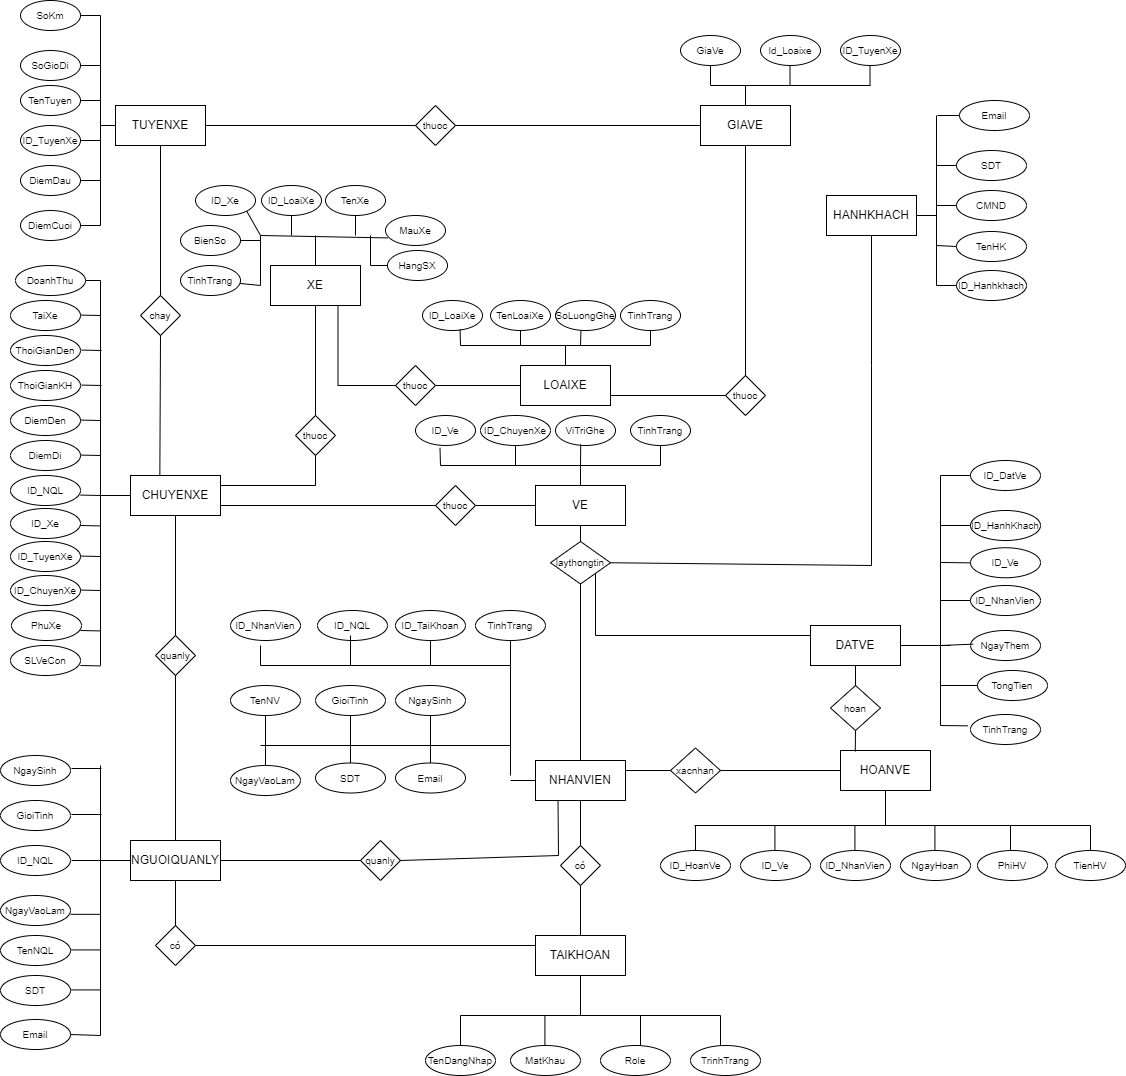 SoKm
SoGioDi
TenTuyen
ID_TuyenXe
DiemDau
DiemCuoi
TUYENXE
thuoc
GiaVe
Id_Loaixe
ID_TuyenXe
GIAVE
Email
SDT
CMND
TenHK
ID_Hanhkhach
HANHKHACH
ID_Xe
ID_LoaiXe
TenXe
MauXe
BienSo
HangSX
TinhTrang
XE
chay
ID_LoaiXe
TenLoaiXe
SoLuongGhe
TinhTrang
thuoc
LOAIXE
thuoc
thuoc
DoanhThu
TaiXe
ThoiGianDen
ThoiGianKH
DiemDen
DiemDi
ID_NQL
ID_Xe
ID_TuyenXe
ID_ChuyenXe
PhuXe
SLVeCon
CHUYENXE
ID_Ve
ID_ChuyenXe
ViTriGhe
TinhTrang
thuoc
VE
laythongtin
ID_DatVe
ID_HanhKhach
ID_Ve
ID_NhanVien
NgayThem
TongTien
TinhTrang
DATVE
hoan
quanly
ID_NhanVien
ID_NQL
ID_TaiKhoan
TinhTrang
TenNV
GioiTinh
NgaySinh
NgayVaoLam
SDT
Email
NHANVIEN
xacnhan
HOANVE
ID_HoanVe
ID_Ve
ID_NhanVien
NgayHoan
PhiHV
TienHV
NgaySinh
GioiTinh
ID_NQL
NgayVaoLam
TenNQL
SDT
Email
NGUOIQUANLY
quanly
có
có
TAIKHOAN
TenDangNhap
MatKhau
Role
TrinhTrang